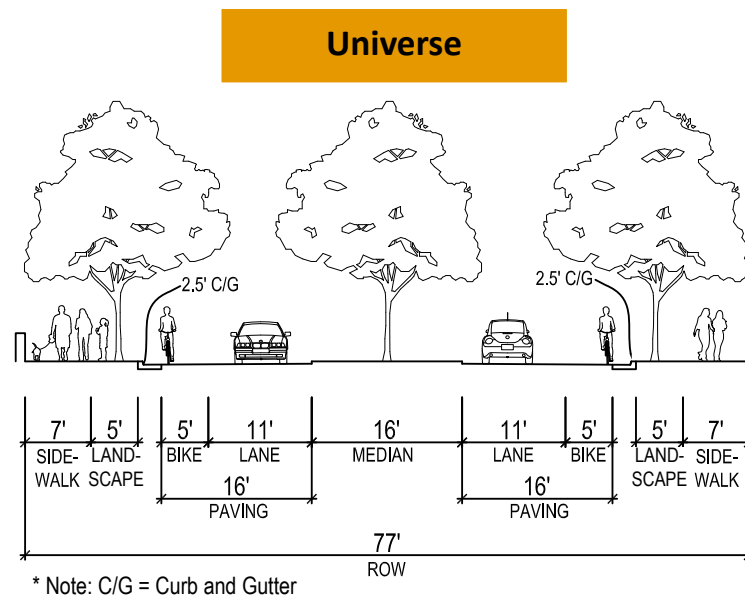 Universe
2.5' C/G
2.5' C/G
7' 5' 5' 11' 16' 11' 5' 5' 7'
SIDE- LAND- BIKE LANE MEDIAN LANE BIKE LAND- SIDE-
WALK SCAPE SCAPE WALK
16' 16'
PAVING PAVING
77'
ROW
* Note: C/G = Curb and Gutter